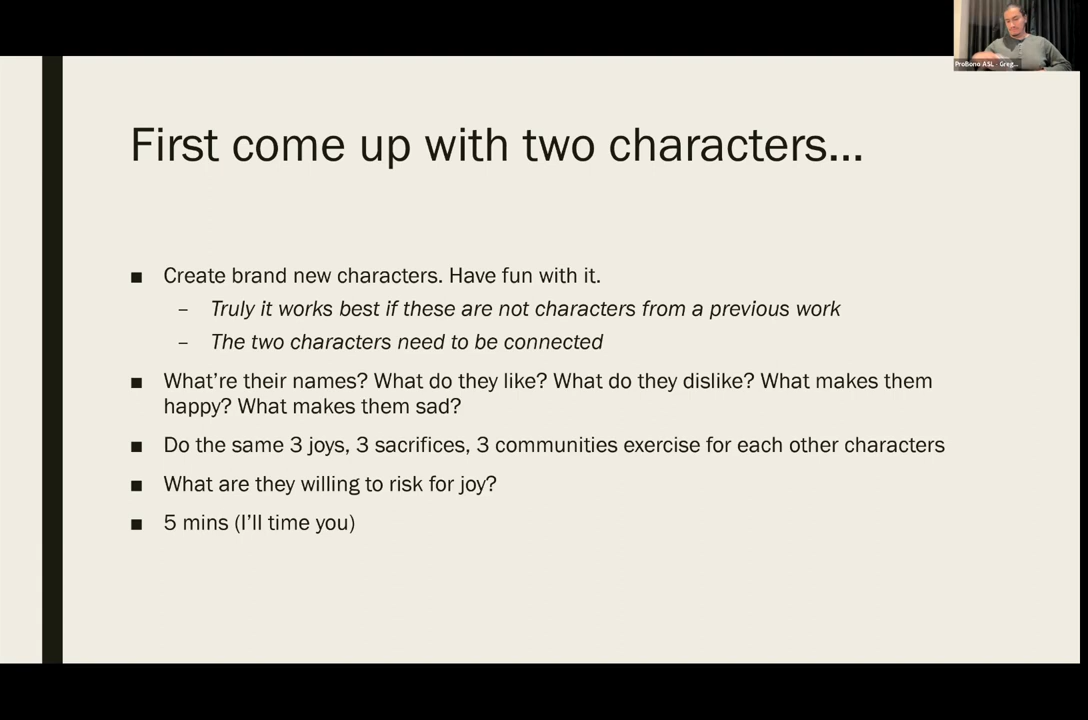 ProBono ASL - Greg...
First come up with two characters...
■ Create brand new characters. Have fun with it.
– Truly it works best if these are not characters from a previous work
– The two characters need to be connected
■ What're their names? What do they like? What do they dislike? What makes them
happy? What makes them sad?
■ Do the same 3 joys, 3 sacrifices, 3 communities exercise for each other characters
■ What are they willing to risk for joy?
■ 5 mins (I'll time you)